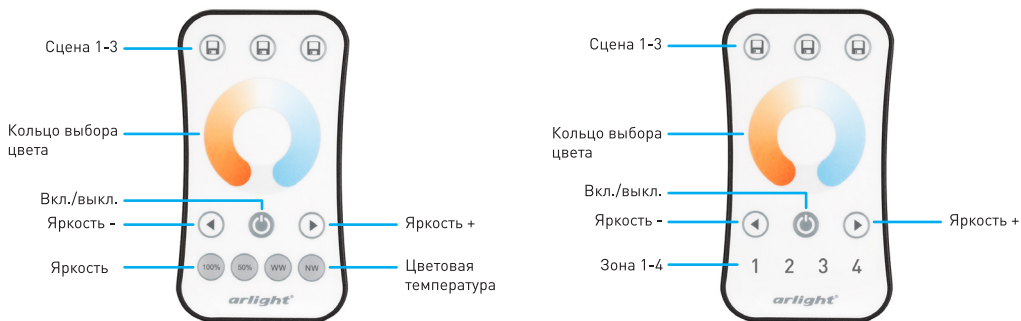 Сцена 1-3
Кольцо выбора
цвета
Вкл./выкл.
Яркость -
Яркость +
Яркость
100% 50% WW NW
Цветовая
температура
arlight
Сцена 1-3
Кольцо выбора
цвета
Вкл./выкл.
Яркость -
Яркость +
Зона 1-4
1 2 3 4
arlight